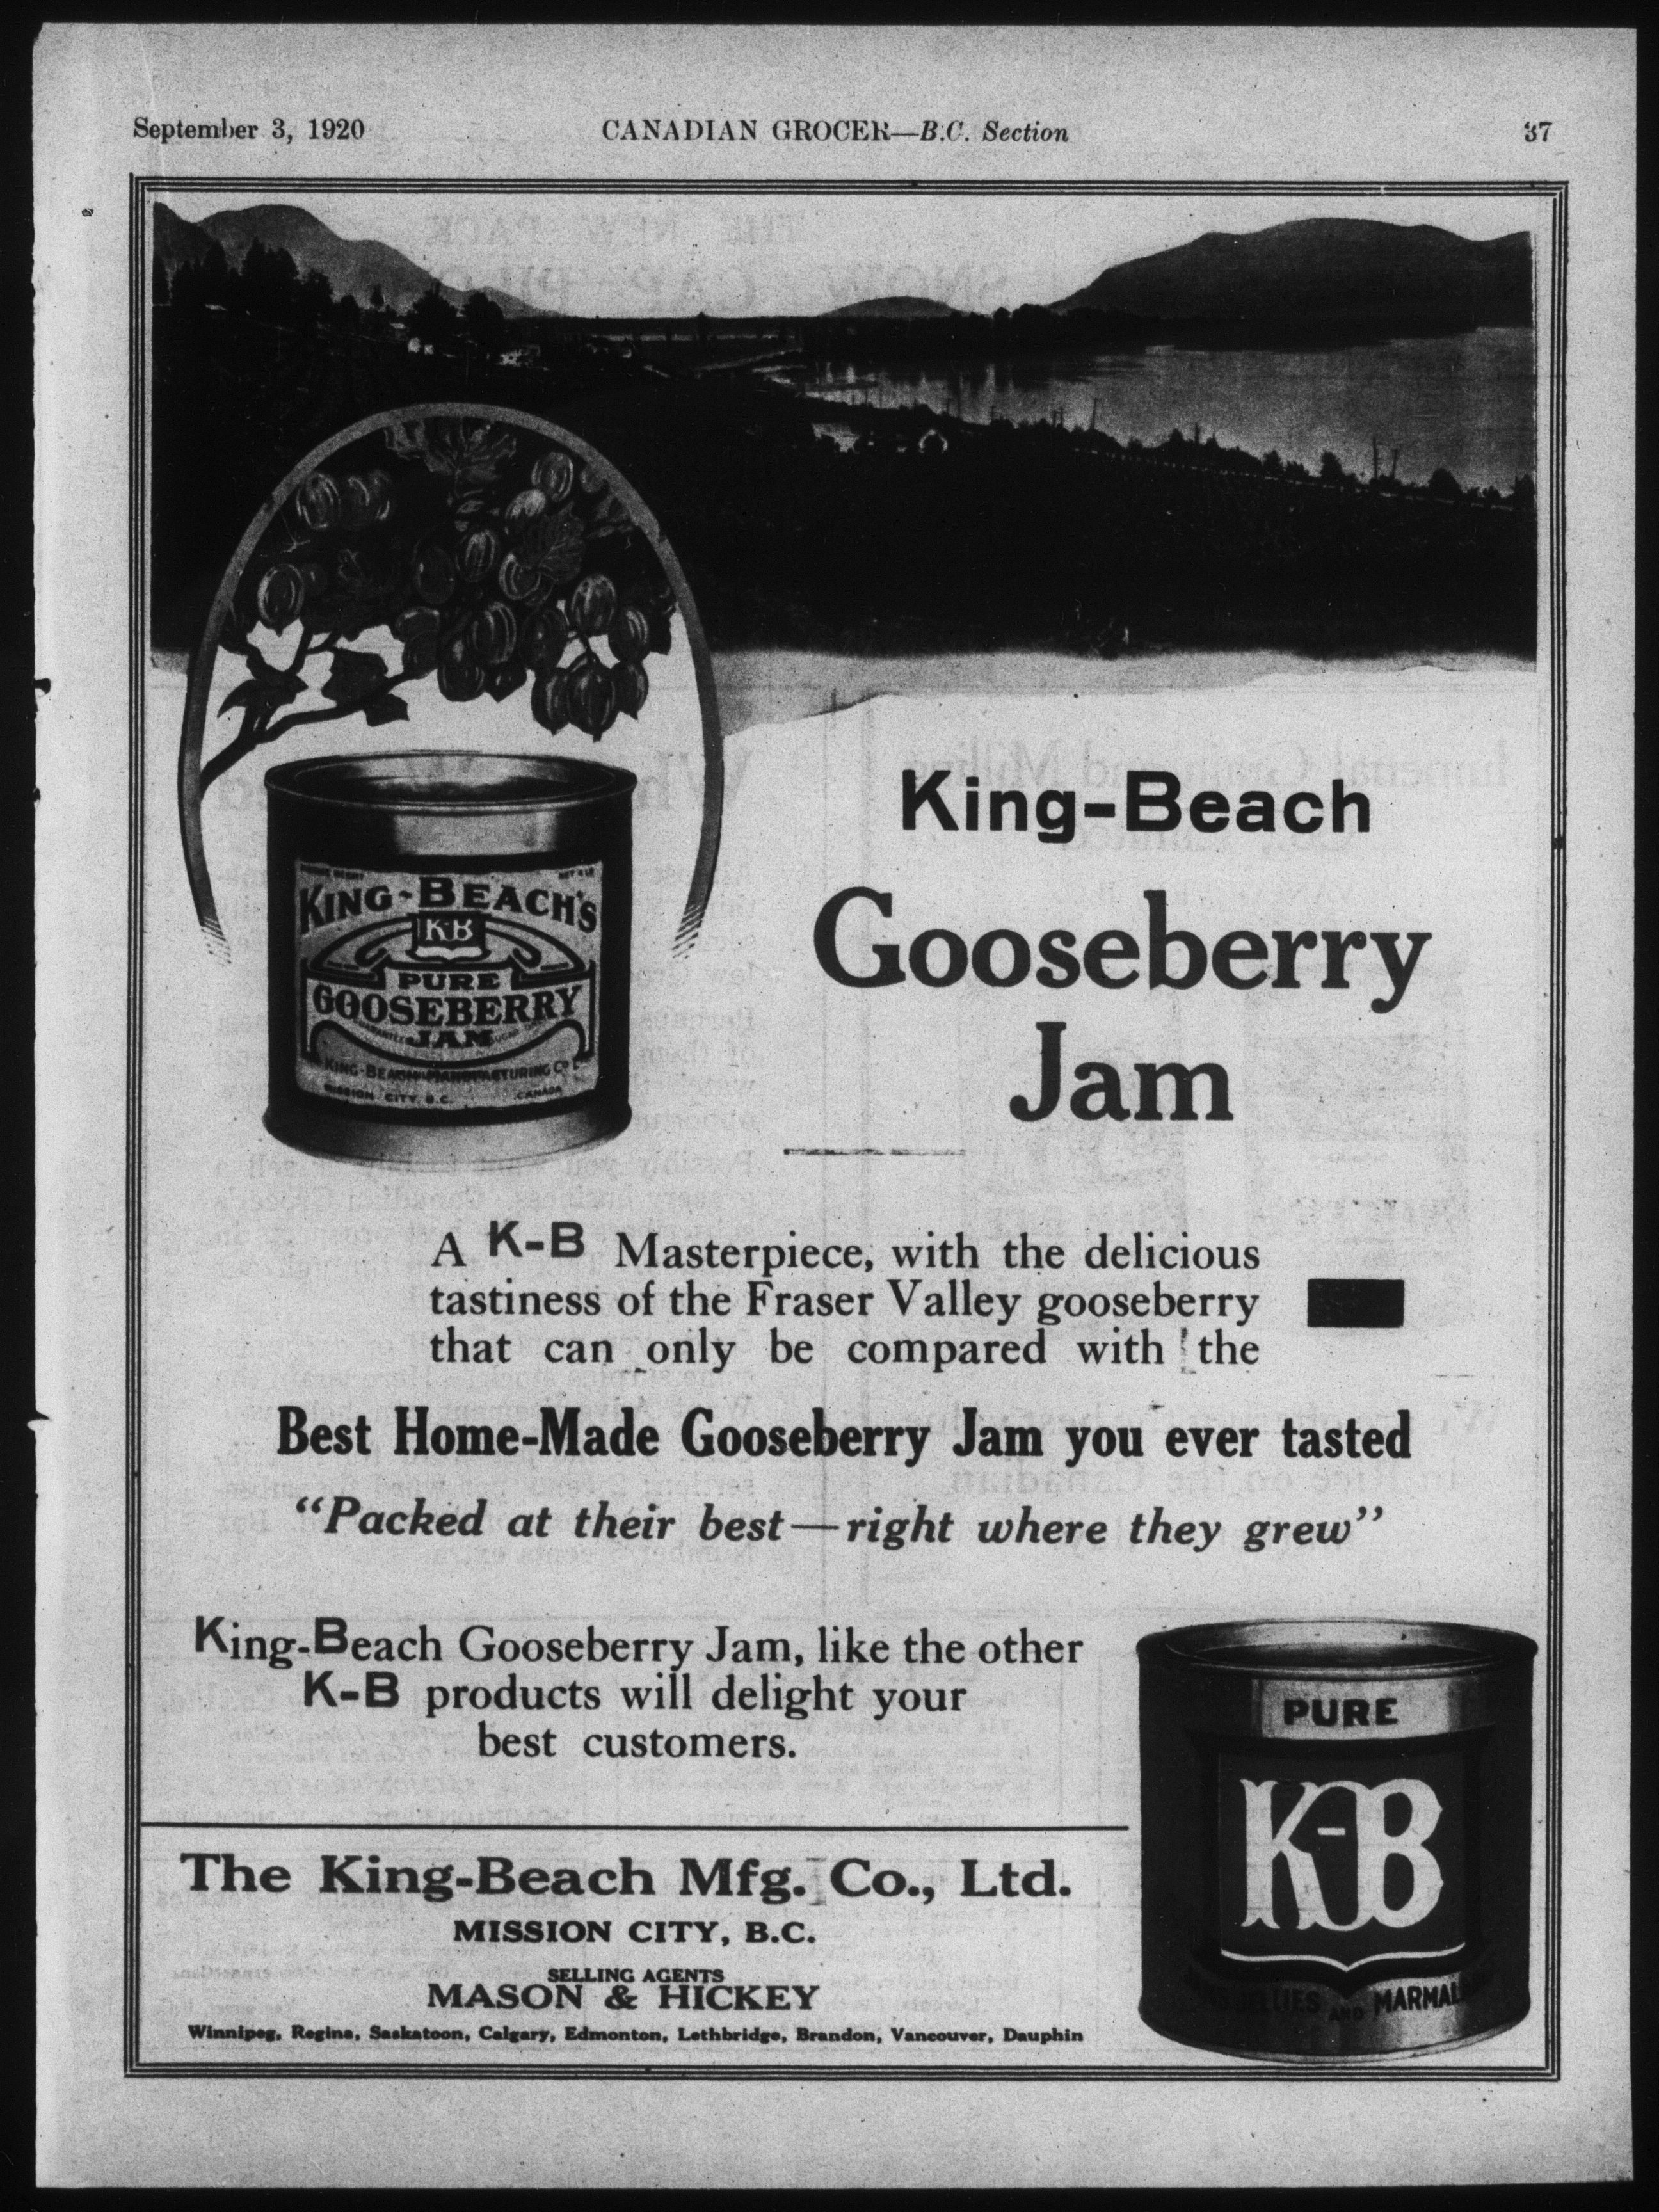 September 3, 1920
CANADIAN GROCER—B.C. Section
37
KING-BEACH'S
K-B
PURE
GOOSEBERRY
JAM
KING-BEACH MANUFACTURING CO
MISSION CITY, B.C. CANADA
King-Beach
Gooseberry
Jam
A K-B Masterpiece, with the delicious
tastiness of the Fraser Valley gooseberry
that can only be compared with the
Best Home-Made Gooseberry Jam you ever tasted
"Packed at their best—right where they grew"
King-Beach Gooseberry Jam, like the other
K-B products will delight your
best customers.
PURE
K-B
AND MARMAL
The King-Beach Mfg. Co., Ltd.
MISSION CITY, B.C.
SELLING AGENTS
MASON & HICKEY
Winnipeg, Regina, Saskatoon, Calgary, Edmonton, Lethbridge, Brandon, Vancouver, Dauphin